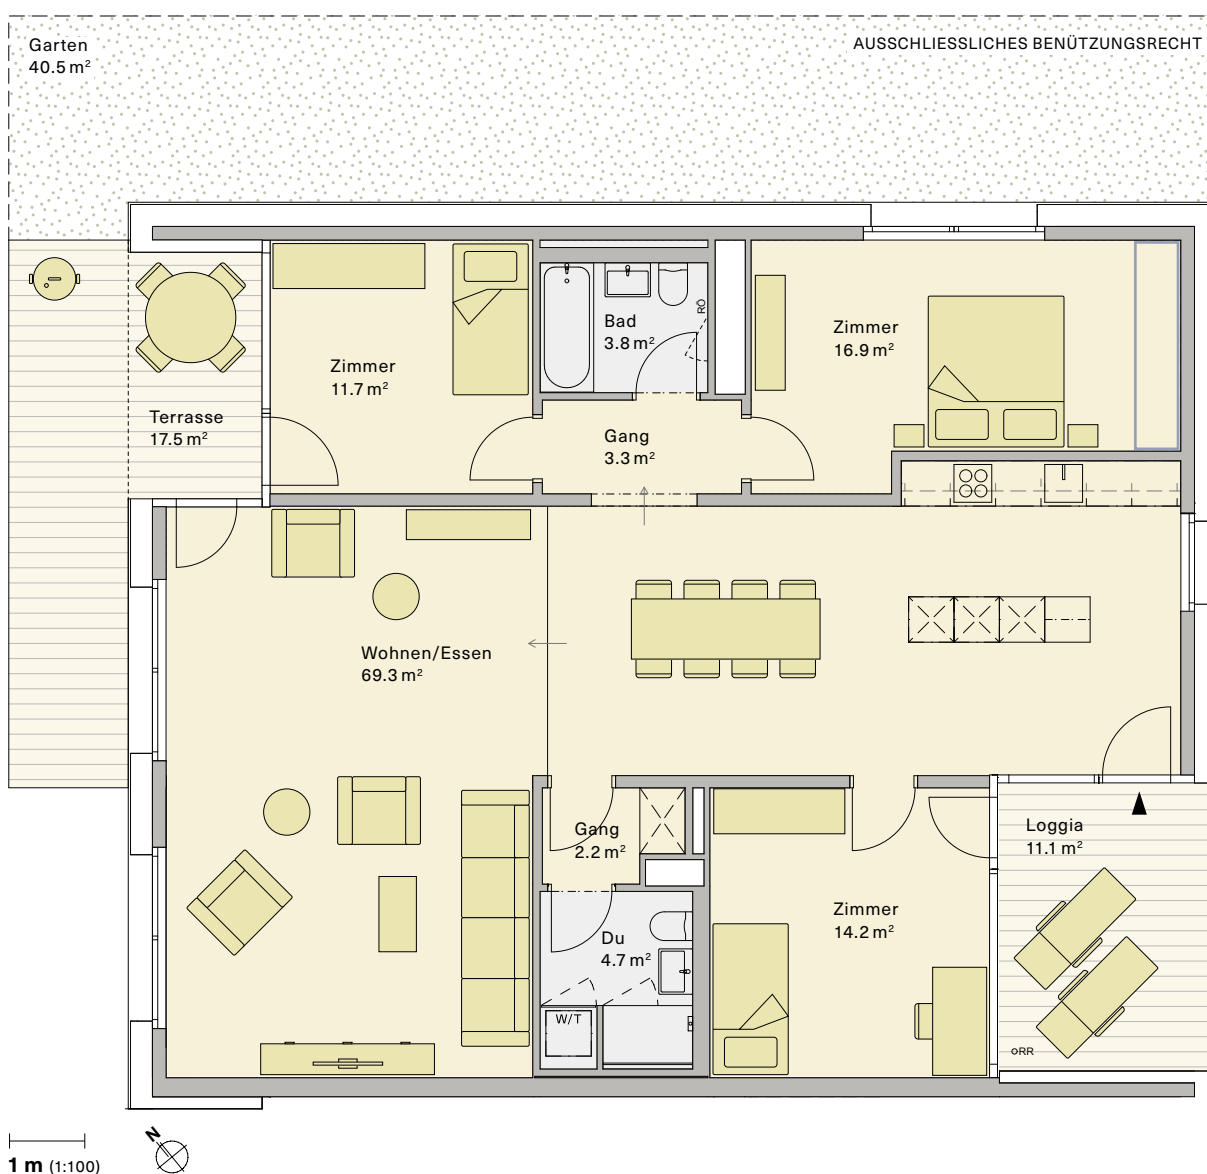 Garten
40.5 m²
AUSSCHLIESSLICHES BENÜTZUNGSRECHT
Bad
3.8 m²
RÖ
Zimmer
16.9 m²
Zimmer
11.7 m²
Terrasse
17.5 m²
Gang
3.3 m²
Wohnen/Essen
69.3 m²
Gang
2.2 m²
Loggia
11.1 m²
Zimmer
14.2 m²
Du
4.7 m²
W/T
RR
N
1 m (1:100)